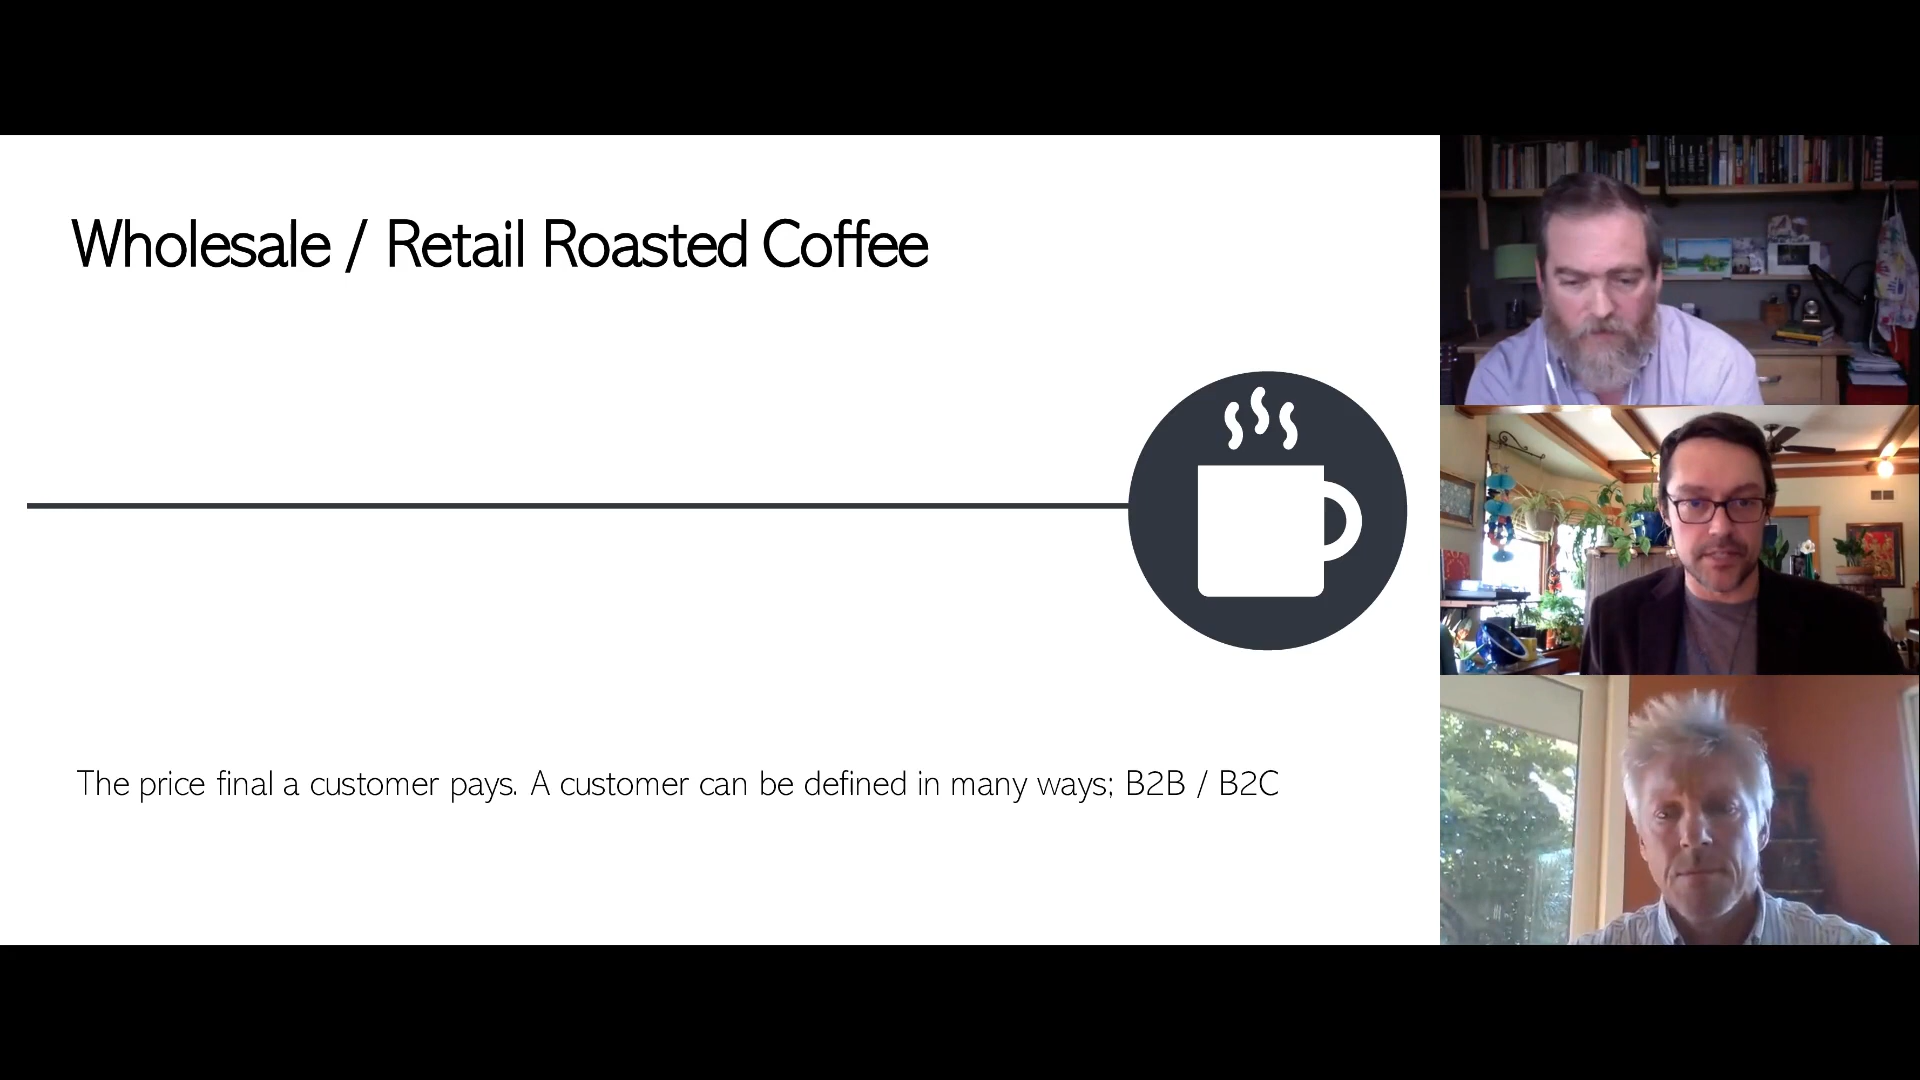 Wholesale / Retail Roasted Coffee
The price final a customer pays. A customer can be defined in many ways; B2B / B2C